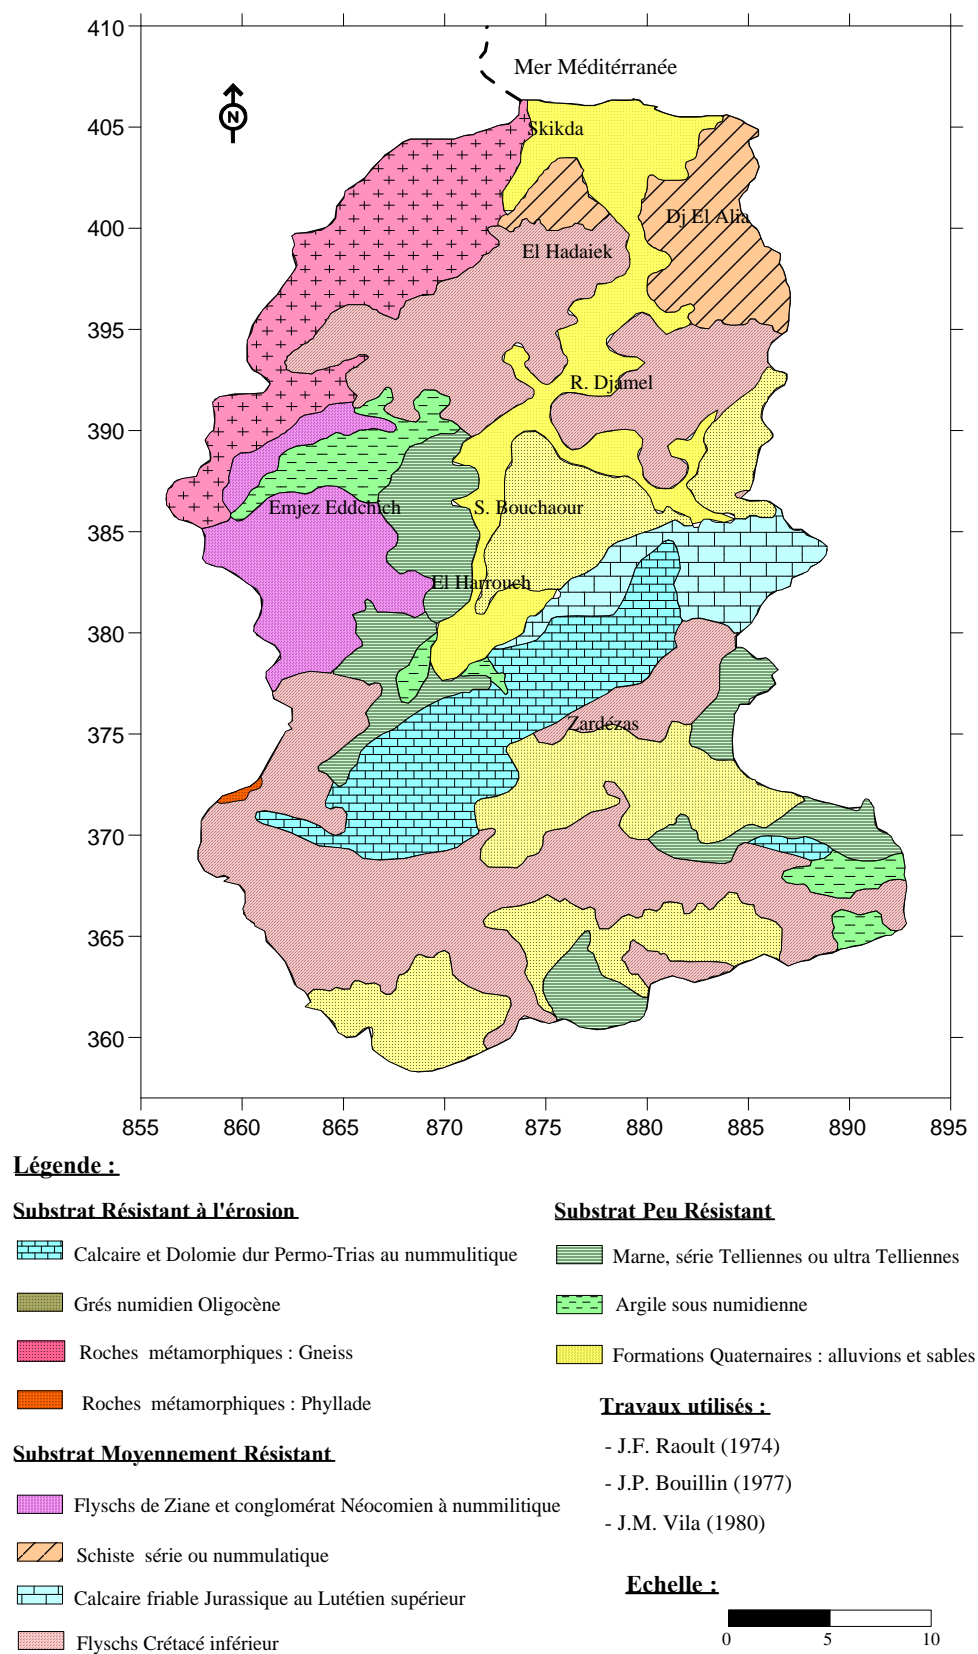 410
Mer Méditérranée
N
405
Skikda
400
Dj El Alia
El Hadaiek
395
R. Djamel
390
Emjez Eddchich
S. Bouchaour
385
El Harrouch
380
Zardézas
375
370
365
360
855 860 865 870 875 880 885 890 895
Légende :
Substrat Résistant à l'érosion
Calcaire et Dolomie dur Permo-Trias au nummulitique
Grés numidien Oligocène
Roches métamorphiques : Gneiss
Roches métamorphiques : Phyllade
Substrat Moyennement Résistant
Flyschs de Ziane et conglomérat Néocomien à nummilitique
Schiste série ou nummulatique
Calcaire friable Jurassique au Lutétien supérieur
Flyschs Crétacé inférieur
Substrat Peu Résistant
Marne, série Telliennes ou ultra Telliennes
Argile sous numidienne
Formations Quaternaires : alluvions et sables
Travaux utilisés :
- J.F. Raoult (1974)
- J.P. Bouillin (1977)
- J.M. Vila (1980)
Echelle :
0 5 10